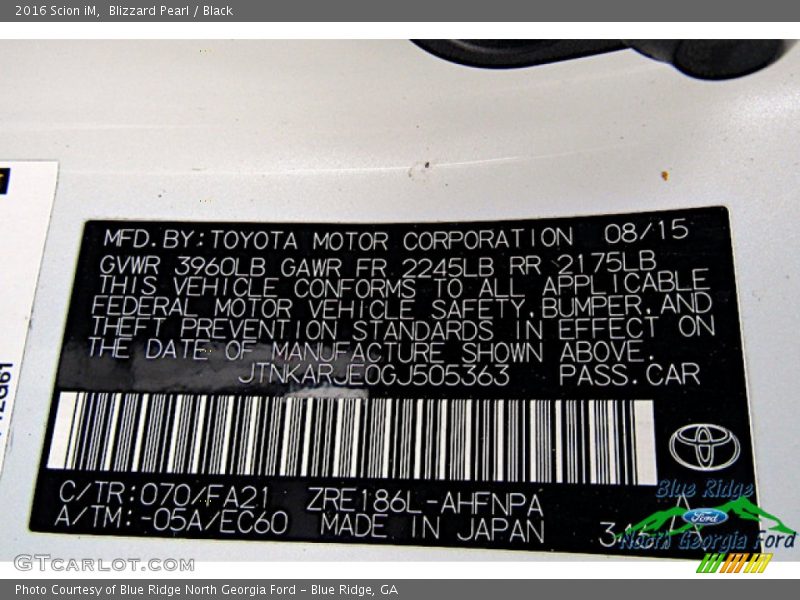 2016 Scion iM, Blizzard Pearl / Black
MFD.BY:TOYOTA MOTOR CORPORATION 08/15
GVWR 3960LB GAWR FR 2245LB RR 2175LB
THIS VEHICLE CONFORMS TO ALL APPLICABLE
FEDERAL MOTOR VEHICLE SAFETY,BUMPER,AND
THEFT PREVENTION STANDARDS IN EFFECT ON
THE DATE OF MANUFACTURE SHOWN ABOVE.
JTNKARJE0GJ505363 PASS.CAR
C/TR:070/FA21 ZRE186L-AHFNPA
A/TM:-05A/EC60 MADE IN JAPAN
Blue Ridge
Ford
North Georgia Ford
GTcarlot.com
Photo Courtesy of Blue Ridge North Georgia Ford – Blue Ridge, GA